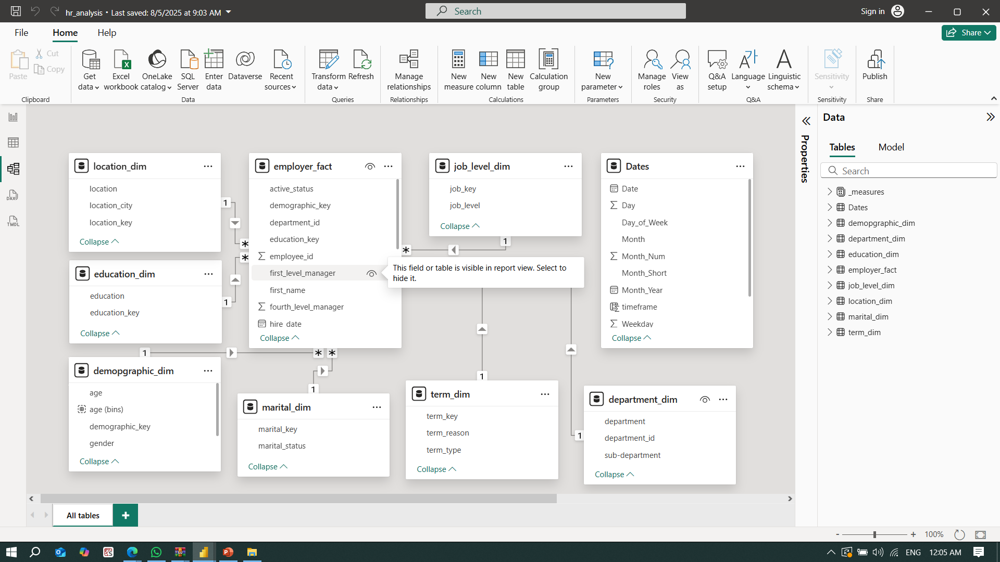 hr_analysis • Last saved: 8/5/2025 at 9:03 AM
Search
Sign in
File
Home
Help
Share
Paste
Cut
Copy
Clipboard
Get data
Excel workbook
OneLake catalog
SQL Server
Enter data
Dataverse
Recent sources
Data
Transform data
Refresh
Queries
Manage relationships
Relationships
New measure
New column
New table
Calculation group
Calculations
New parameter
Parameters
Manage roles
View as
Security
Q&A setup
Language
Linguistic schema
Q&A
Sensitivity
Sensitivity
Publish
Share
DAX
TMDL
location_dim
location
location_city
location_key
Collapse
education_dim
education
education_key
Collapse
demopgraphic_dim
age
age (bins)
demographic_key
gender
Collapse
employer_fact
active_status
demographic_key
department_id
education_key
employee_id
first_level_manager
first_name
fourth_level_manager
hire_date
Collapse
This field or table is visible in report view. Select to
hide it.
job_level_dim
job_key
job_level
Collapse
Dates
Date
Day
Day_of_Week
Month
Month_Num
Month_Short
Month_Year
timeframe
Weekday
Collapse
1
*
*
1
*
1
1
*
*
1
1
1
marital_dim
marital_key
marital_status
Collapse
term_dim
term_key
term_reason
term_type
Collapse
department_dim
department
department_id
sub-department
Collapse
Properties
Data
Tables
Model
Search
_measures
Dates
demopgraphic_dim
department_dim
education_dim
employer_fact
job_level_dim
location_dim
marital_dim
term_dim
All tables
+
- + 100%
ENG
12:05 AM